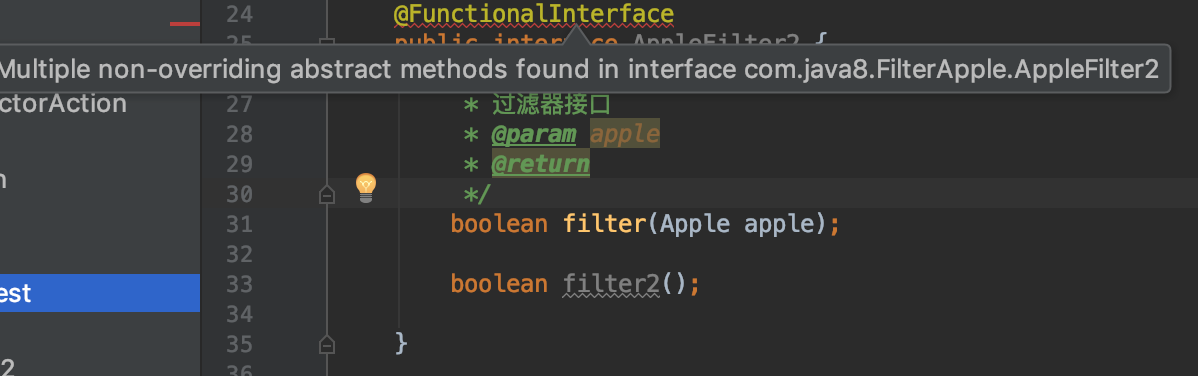 24 @FunctionalInterface
25 public interface AppleFilter2 {
Multiple non-overriding abstract methods found in interface com.java8.FilterApple.AppleFilter2
ctorAction
27 * 过滤器接口
28 * @param apple
29 * @return
n
30 */
31 boolean filter(Apple apple);
32
33 boolean filter2();
est
34
35 }
2
36